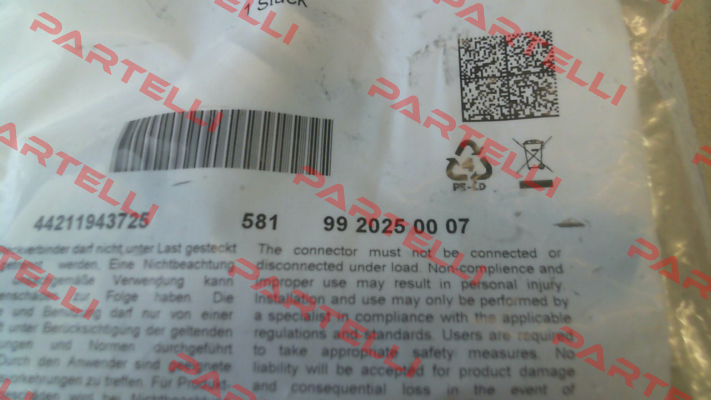 1 Stück
PE-LD
44211943725 581 99 2025 00 07
darf nicht unter Last gesteckt
werden. Eine Nichtbeachtung
Verwendung kann
zur Folge haben. Die
und Benutzung darf nur von einer
unter Berücksichtigung der geltenden
und Normen durchgeführt
Durch den Anwender sind geeignete
zu treffen. Für Produkt-
wird bei
The connector must not be connected or
disconnected under load. Non-compliance and
improper use may result in personal injury.
Installation and use may only be performed by
a specialist in compliance with the applicable
regulations and standards. Users are required
to take appropriate safety measures. No
liability will be accepted for product damage
and consequential loss in the event of
PARTELLI
PARTELLI
PARTELLI
PARTELLI
PARTELLI
PARTELLI
PARTELLI
PARTELLI